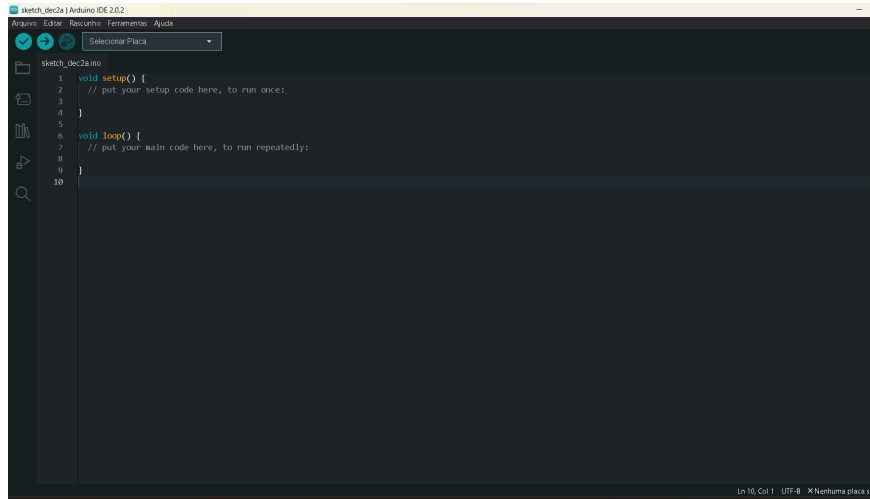 sketch_dec2a | Arduino IDE 2.0.2
Arquivo Editar Rascunho Ferramentas Ajuda
Selecionar Placa
sketch_dec2a.ino
1 void setup() {
2 // put your setup code here, to run once:
3
4 }
5
6 void loop() {
7 // put your main code here, to run repeatedly:
8
9 }
10
Ln 10, Col 1 UTF-8 Nenhuma placa s